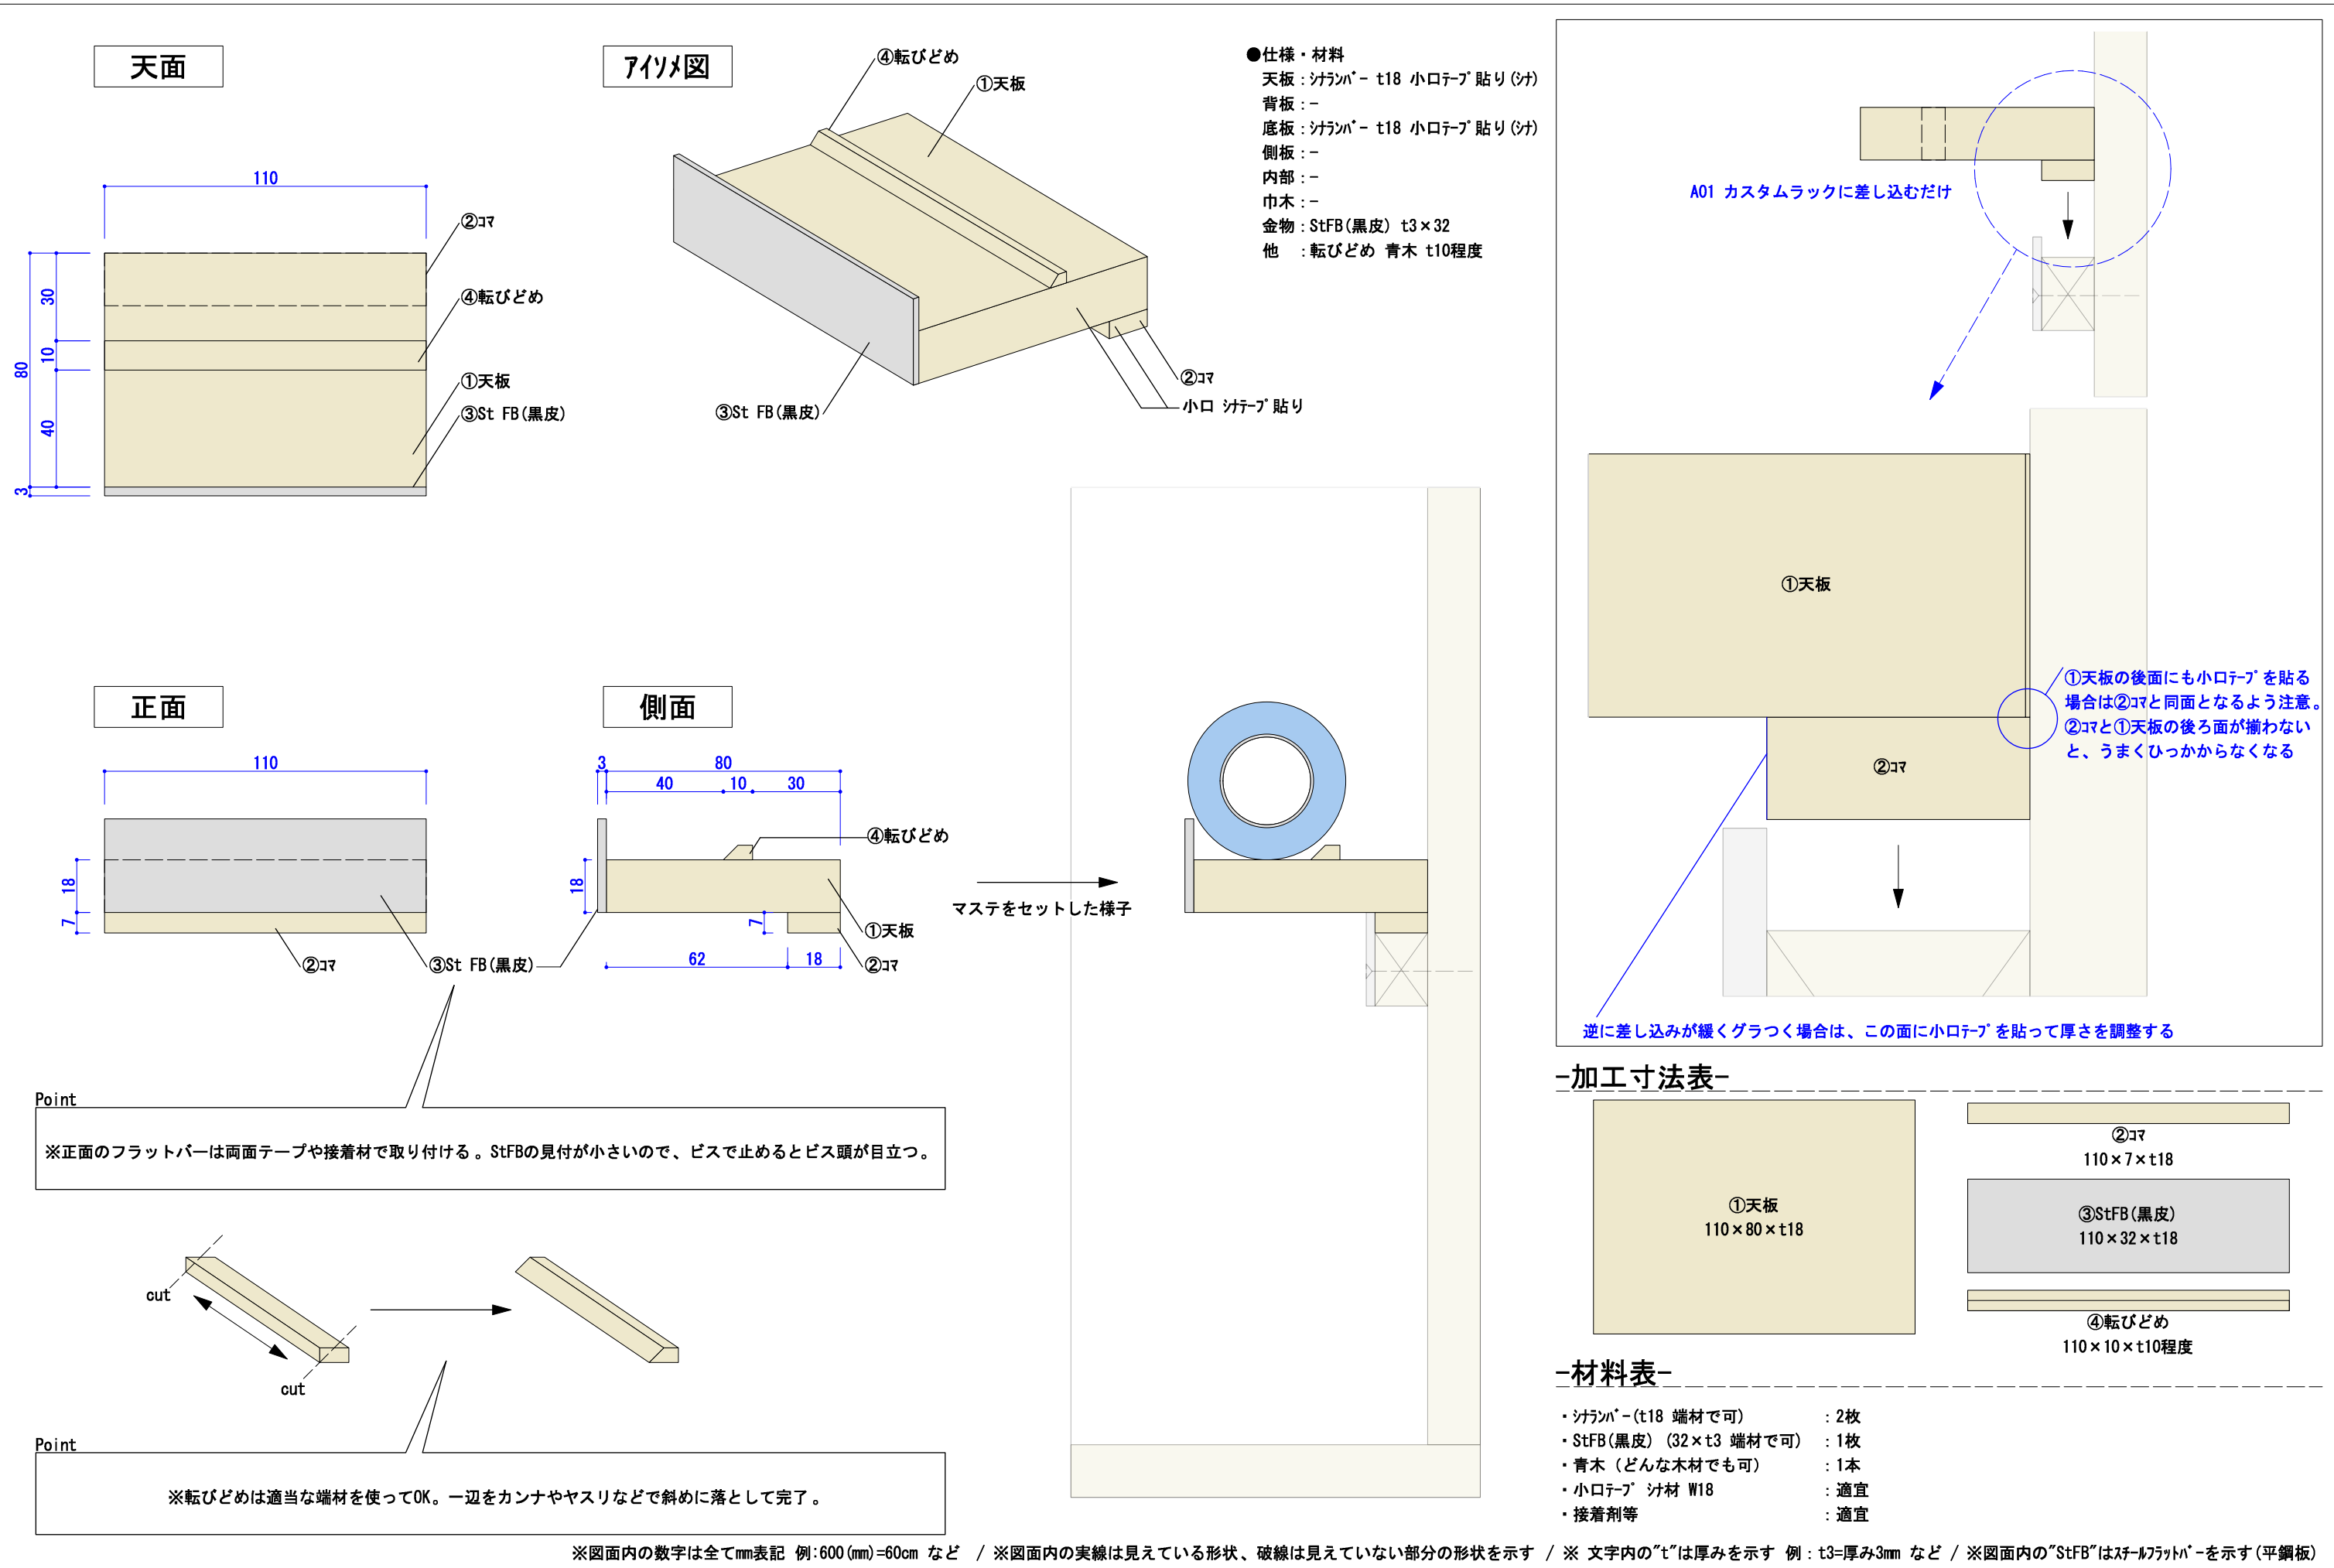 天面
110
②ｺﾏ
30
④転びどめ
10
80
①天板
40
③St FB(黒皮)
3
ｱｲｿﾒ図
④転びどめ
①天板
②ｺﾏ
③St FB(黒皮)
小口 ｼﾅﾃｰﾌﾟ貼り
●仕様・材料
天板：ｼﾅﾗﾝﾊﾞｰ t18 小口ﾃｰﾌﾟ貼り(ｼﾅ)
背板：－
底板：ｼﾅﾗﾝﾊﾞｰ t18 小口ﾃｰﾌﾟ貼り(ｼﾅ)
側板：－
内部：－
巾木：－
金物：StFB(黒皮) t3×32
他　：転びどめ 青木 t10程度
A01 カスタムラックに差し込むだけ
①天板
①天板の後面にも小口ﾃｰﾌﾟを貼る
場合は②ｺﾏと同面となるよう注意。
②ｺﾏと①天板の後ろ面が揃わない
と、うまくひっかからなくなる
②ｺﾏ
逆に差し込みが緩くグラつく場合は、この面に小口ﾃｰﾌﾟを貼って厚さを調整する
正面
110
18
7
②ｺﾏ
③St FB(黒皮)
側面
3
80
40
10
30
④転びどめ
18
7
①天板
62
18
②ｺﾏ
マステをセットした様子
Point
※正面のフラットバーは両面テープや接着材で取り付ける。StFBの見付が小さいので、ビスで止めるとビス頭が目立つ。
cut
cut
Point
※転びどめは適当な端材を使ってOK。一辺をカンナやヤスリなどで斜めに落として完了。
-加工寸法表-
①天板
110×80×t18
②ｺﾏ
110×7×t18
③StFB(黒皮)
110×32×t18
④転びどめ
110×10×t10程度
-材料表-
・ｼﾅﾗﾝﾊﾞｰ(t18 端材で可)　：2枚
・StFB(黒皮) (32×t3 端材で可)　：1枚
・青木（どんな木材でも可）　：1本
・小口ﾃｰﾌﾟ ｼﾅ材 W18　：適宜
・接着剤等　：適宜
※図面内の数字は全てmm表記 例:600(mm)=60cm など / ※図面内の実線は見えている形状、破線は見えていない部分の形状を示す / ※ 文字内の"t"は厚みを示す 例：t3=厚み3mm など / ※図面内の"StFB"はｽﾁｰﾙﾌﾗｯﾄﾊﾞｰを示す(平鋼板)